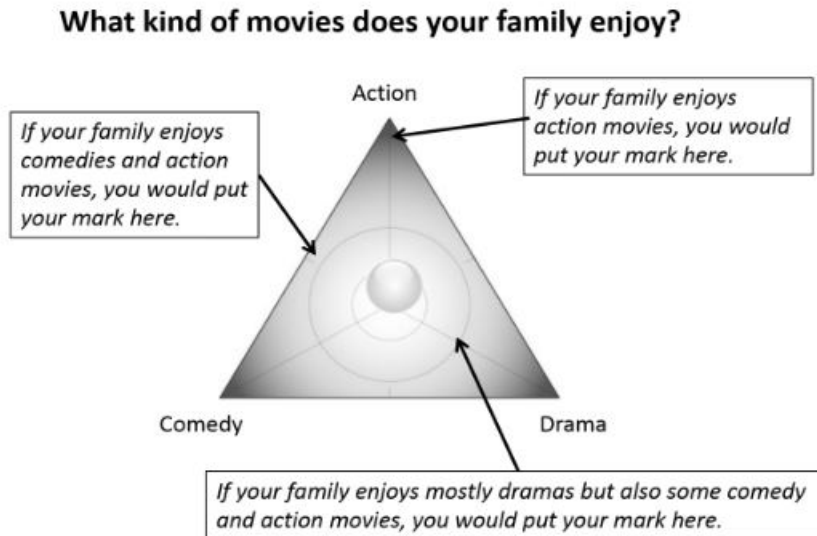 What kind of movies does your family enjoy?
Action
If your family enjoys
action movies, you would
put your mark here.
If your family enjoys
comedies and action
movies, you would put
your mark here.
Comedy
Drama
If your family enjoys mostly dramas but also some comedy
and action movies, you would put your mark here.